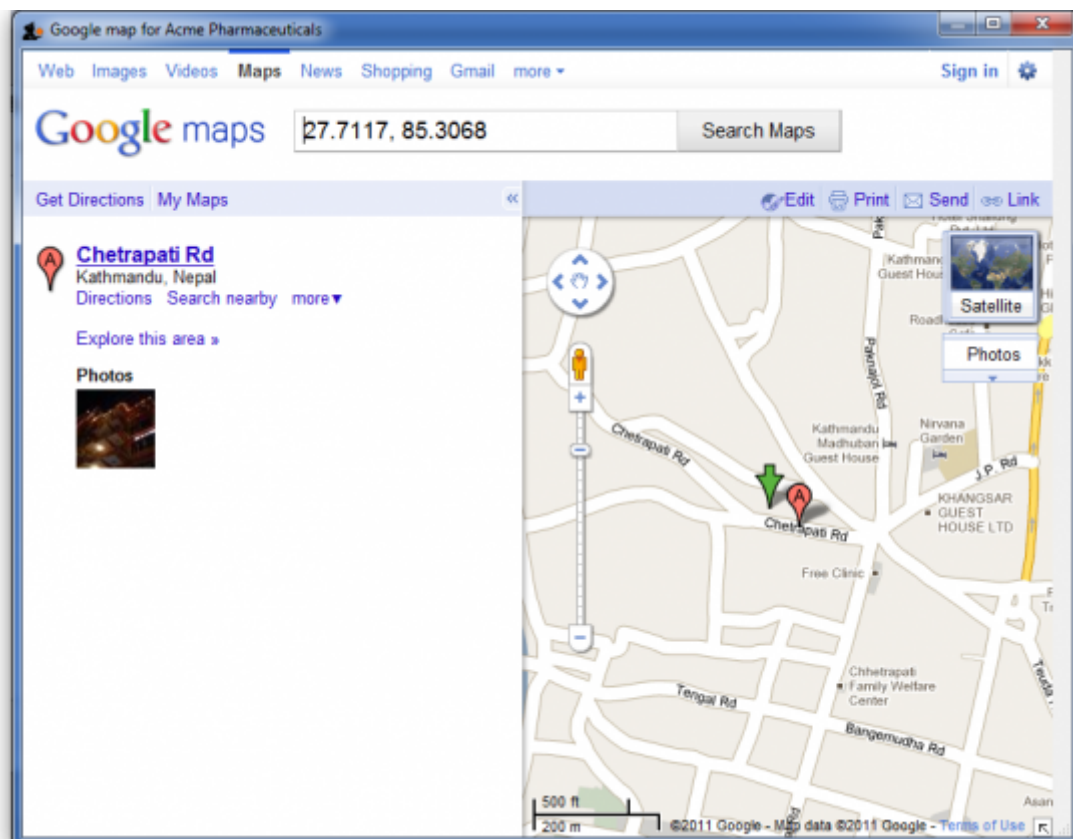 Google map for Acme Pharmaceuticals
Web Images Videos Maps News Shopping Gmail more
Sign in
Google maps
27.7117, 85.3068
Search Maps
Get Directions My Maps
«
Edit Print Send Link
A
Chetrapati Rd
Kathmandu, Nepal
Directions Search nearby more▼
Explore this area »
Photos
Guest Hou
Satellite
Photos
Paknajol Rd
Chetrapati Rd
Kathmandu
Madhuban
Guest House
Nirvana
Garden
J.P. Rd
A
Chetrapati Rd
KHANGSAR
GUEST
HOUSE LTD
Free Clinic
Chhetrapati
Family Welfare
Center
Tengal Rd
Bangemudha Rd
Teuda
Asan
500 ft
200 m
©2011 Google - Map data ©2011 Google - Terms of Use